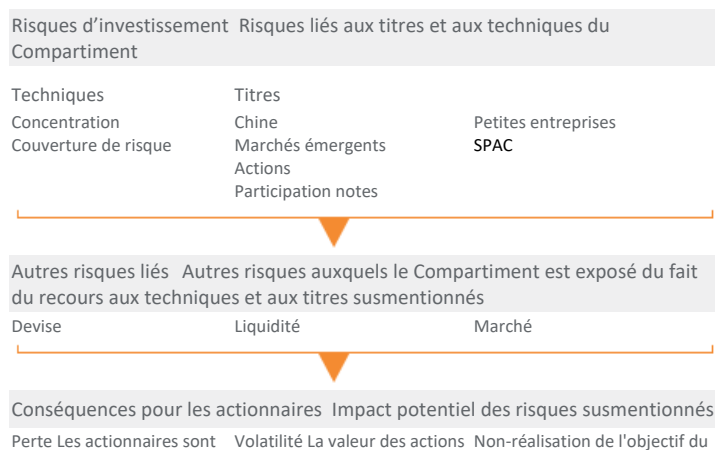 Risques d’investissement Risques liés aux titres et aux techniques du
Compartiment
Techniques Titres
Concentration Chine Petites entreprises
Couverture de risque Marchés émergents SPAC
Actions
Participation notes
Autres risques liés Autres risques auxquels le Compartiment est exposé du fait
du recours aux techniques et aux titres susmentionnés
Devise Liquidité Marché
Conséquences pour les actionnaires Impact potentiel des risques susmentionnés
Perte Les actionnaires sont Volatilité La valeur des actions Non-réalisation de l'objectif du